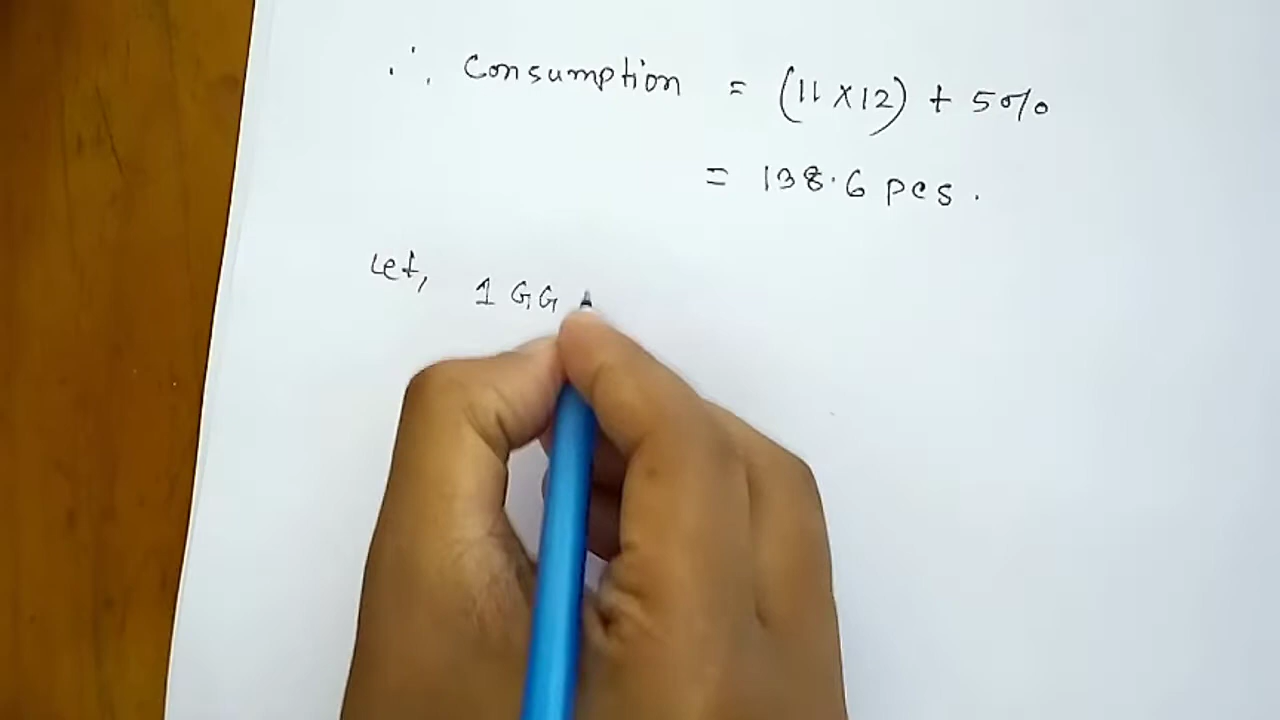 ∴ Consumption = (11 × 12) + 5%
= 138.6 pcs.
Let, 1 GG